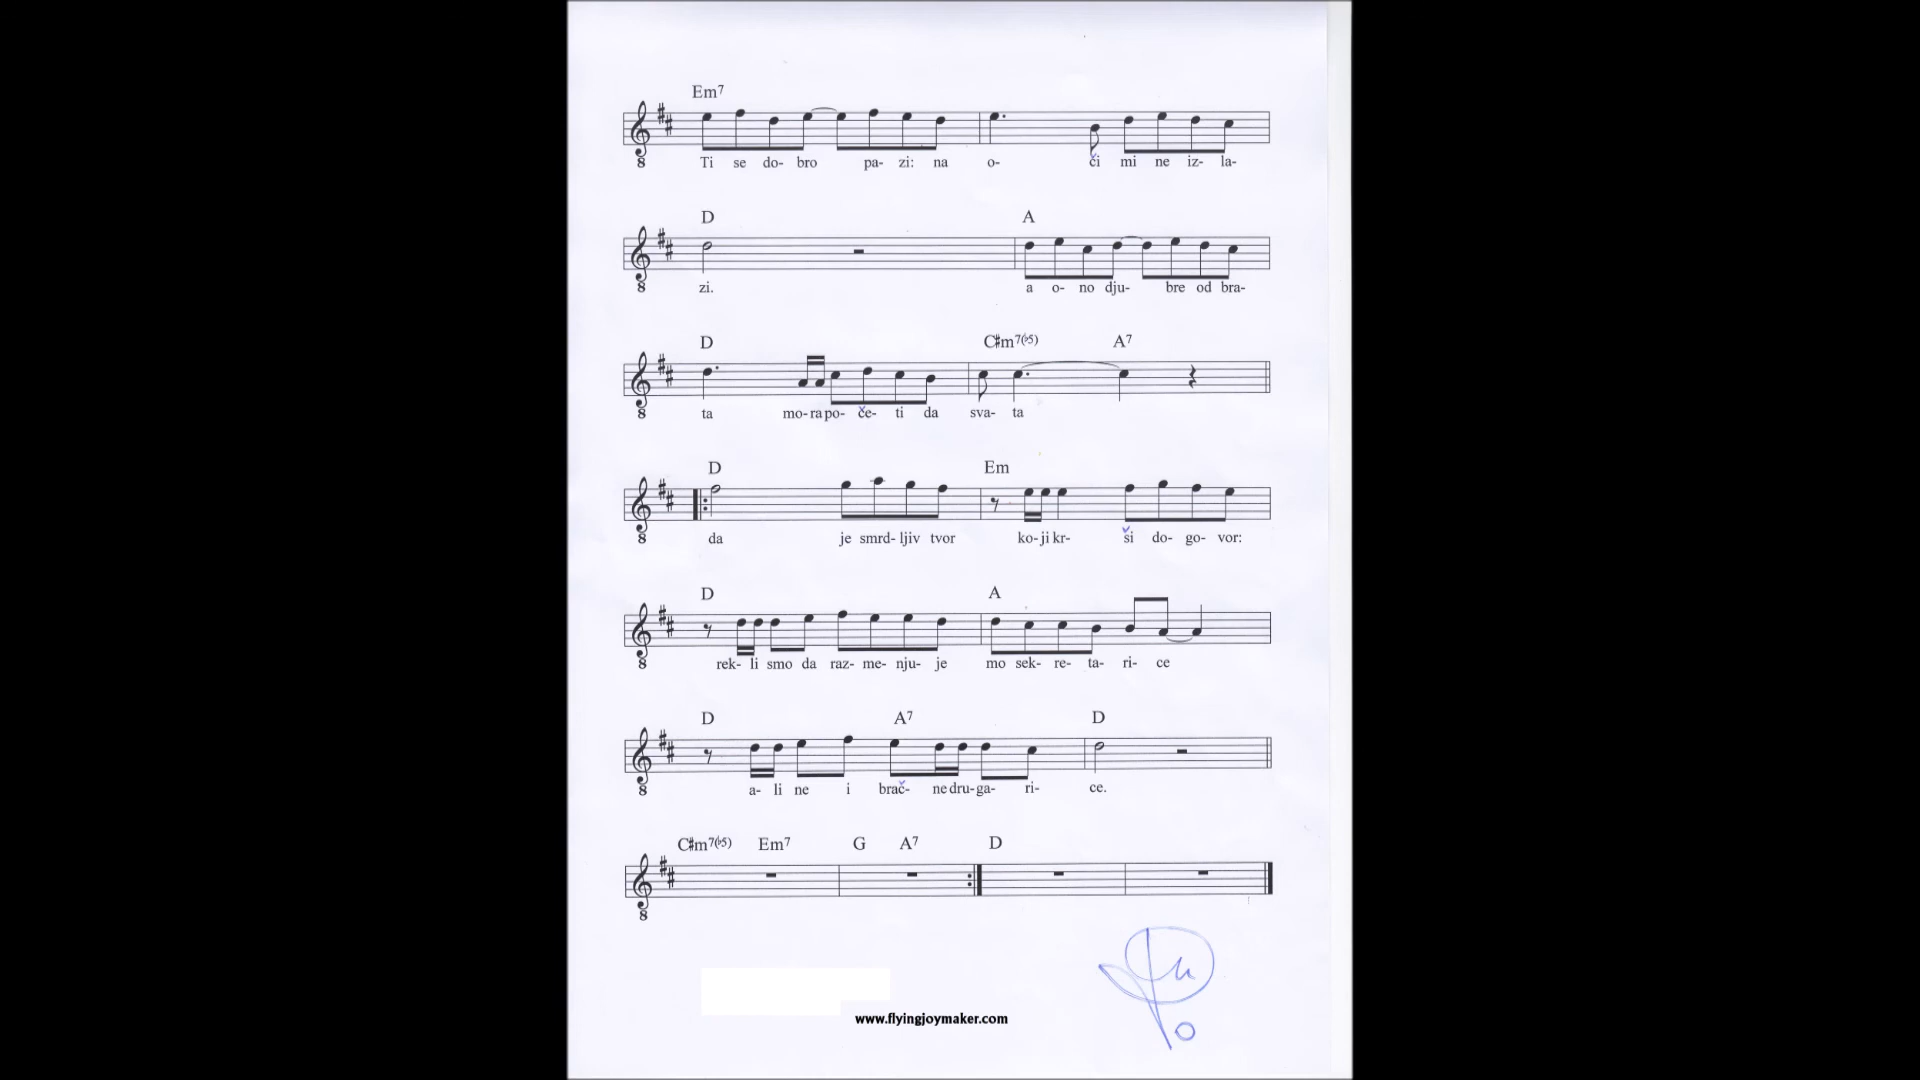 Em7
Ti se do- bro pa- zi: na o- či mi ne iz- la-
D A
zi. a o- no dju- bre od bra-
D C♯m7(♭5) A7
ta mo- ra po- če- ti da sva- ta
D Em
da je smrd- ljiv tvor ko- ji kr- ši do- go- vor:
D A
rek- li smo da raz- me- nju- je mo sek- re- ta- ri- ce
D A7 D
a- li ne i brač- ne dru- ga- ri- ce.
C♯m7(♭5) Em7 G A7 D
www.flyingjoymaker.com